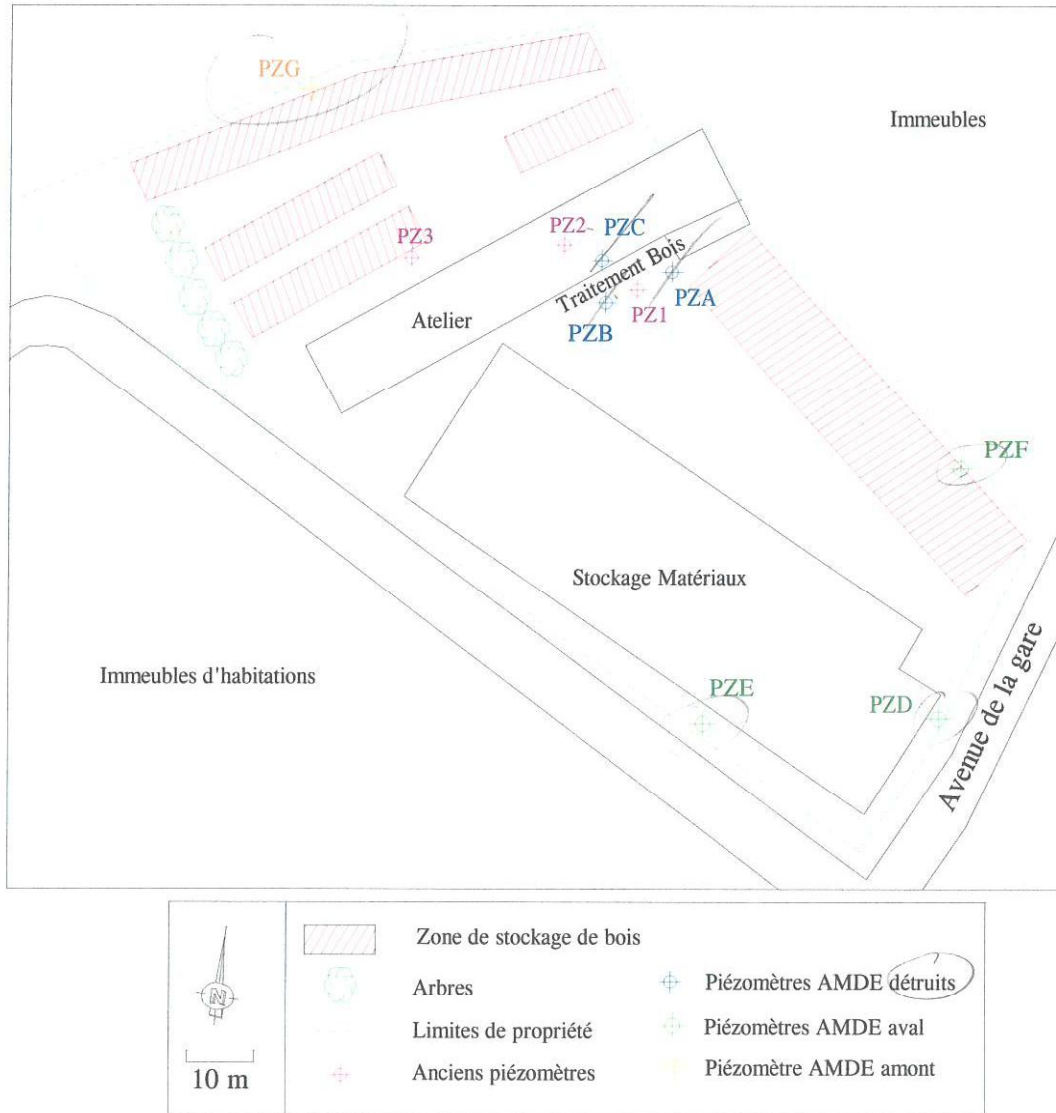 PZG
Immeubles
PZ2
PZC
PZ3
Traitement Bois
PZ1
PZA
Atelier
PZB
PZF
Stockage Matériaux
Immeubles d'habitations
PZE
PZD
Avenue de la gare
N
10 m
Zone de stockage de bois
Arbres
Limites de propriété
Anciens piézomètres
Piézomètres AMDE détruits
Piézomètres AMDE aval
Piézomètre AMDE amont